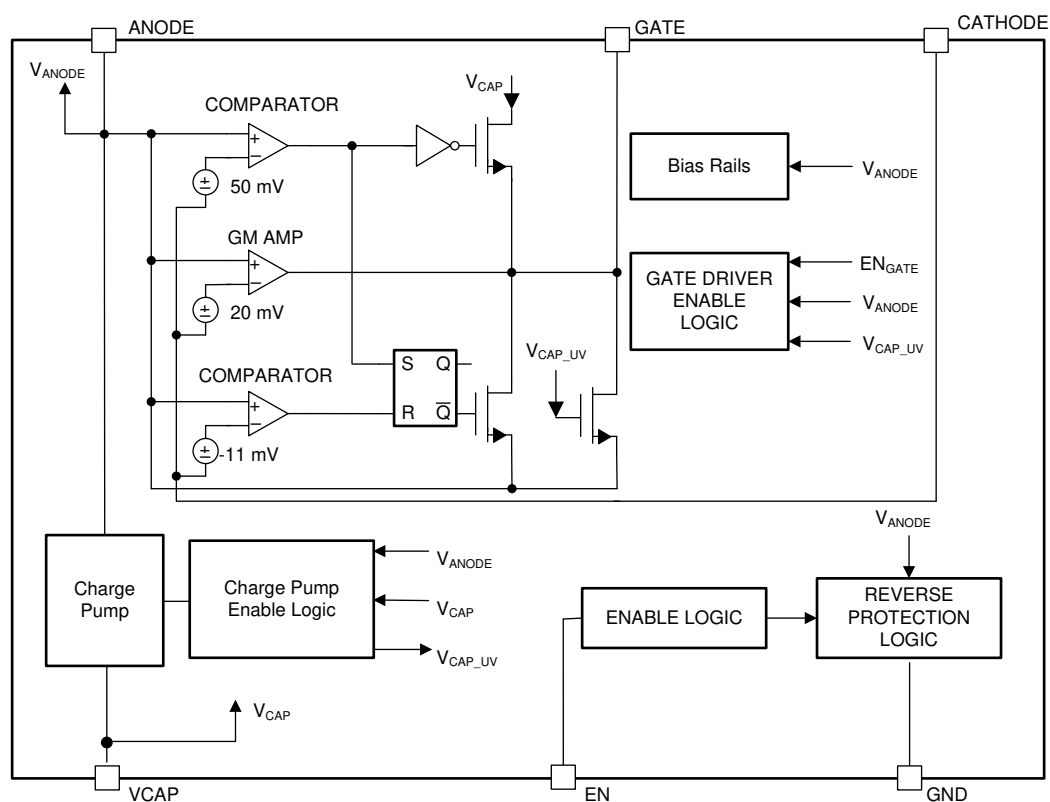 ANODE
GATE
CATHODE
VANODE
VCAP
COMPARATOR
+
−
±
50 mV
Bias Rails
VANODE
GM AMP
+
−
±
20 mV
GATE DRIVER
ENABLE
LOGIC
ENGATE
VANODE
VCAP_UV
VCAP_UV
COMPARATOR
+
−
±
-11 mV
S Q
R Q̅
Charge
Pump
Charge Pump
Enable Logic
VANODE
VCAP
VCAP_UV
VANODE
ENABLE LOGIC
REVERSE
PROTECTION
LOGIC
VCAP
VCAP
EN
GND